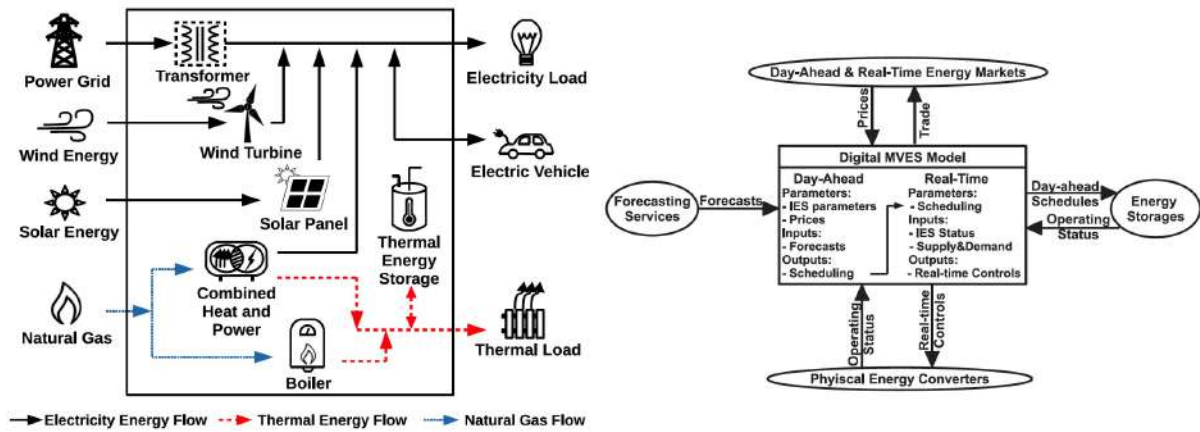 Power Grid
Transformer
Electricity Load
Wind Energy
Wind Turbine
Electric Vehicle
Solar Energy
Solar Panel
Thermal
Energy
Storage
Natural Gas
Combined
Heat and
Power
Boiler
Thermal Load
Electricity Energy Flow
Thermal Energy Flow
Natural Gas Flow
Day-Ahead & Real-Time Energy Markets
Prices
Trade
Digital MVES Model
Day-Ahead
Parameters:
- IES parameters
- Prices
Inputs:
- Forecasts
Outputs:
- Scheduling
Real-Time
Parameters:
- Scheduling
Inputs:
- IES Status
- Supply&Demand
Outputs:
- Real-time Controls
Forecasting
Services
Forecasts
Day-ahead
Schedules
Operating
Status
Energy
Storages
Operating
Status
Real-time
Controls
Phyiscal Energy Converters